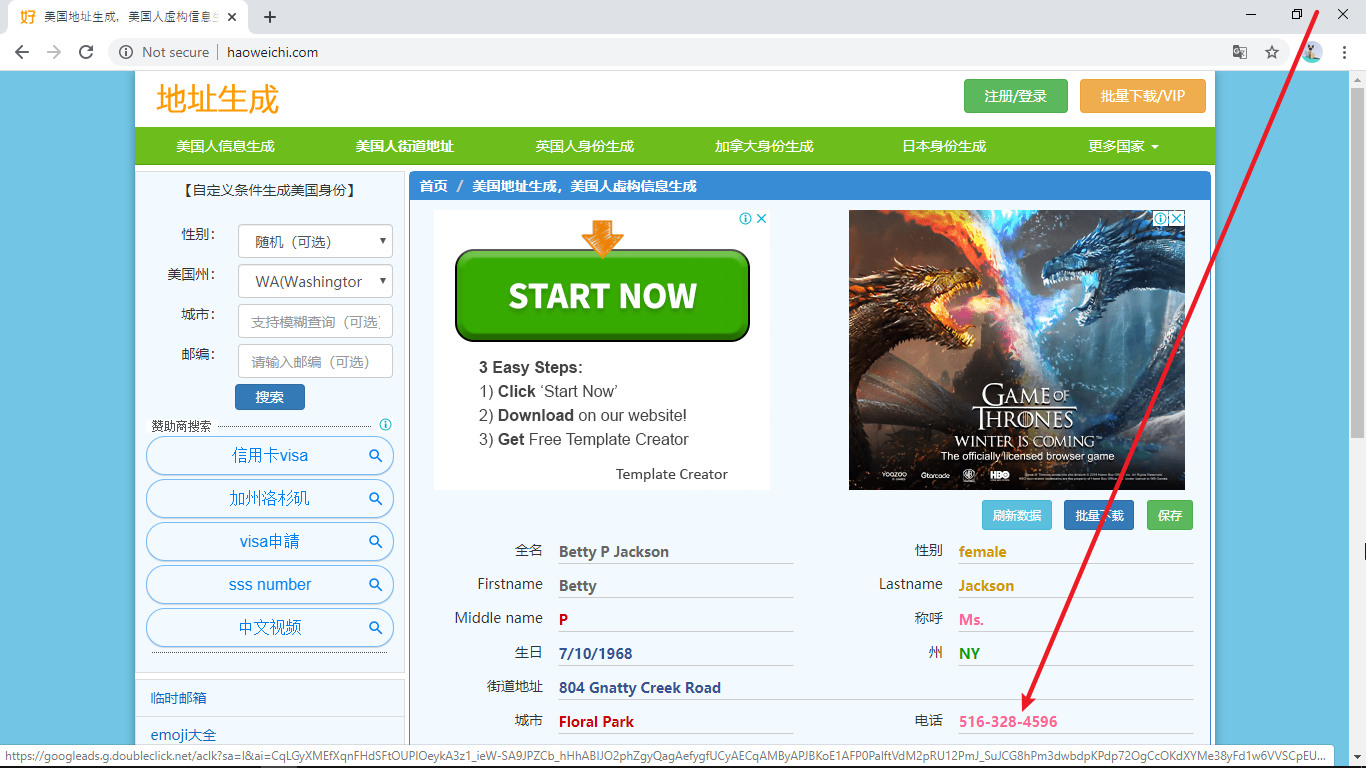 好 美国地址生成，美国人虚构信息生
Not secure haoweichi.com
地址生成
注册/登录 批量下载/VIP
美国人信息生成 美国人街道地址 英国人身份生成 加拿大身份生成 日本身份生成 更多国家
【自定义条件生成美国身份】
性别： 随机（可选）
美国州： WA(Washingtor
城市： 支持模糊查询（可选）
邮编： 请输入邮编（可选）
搜索
赞助商搜索
信用卡visa
加州洛杉矶
visa申請
sss number
中文视频
临时邮箱
emoji大全
首页 / 美国地址生成，美国人虚构信息生成
START NOW
3 Easy Steps:
1) Click ‘Start Now’
2) Download on our website!
3) Get Free Template Creator
Template Creator
GAME OF
THRONES
WINTER IS COMING™
The officially licensed browser game
YOOZOO GAMES Gtarcade HBO
刷新数据 批量下载 保存
全名 Betty P Jackson 性别 female
Firstname Betty Lastname Jackson
Middle name P 称呼 Ms.
生日 7/10/1968 州 NY
街道地址 804 Gnatty Creek Road
城市 Floral Park 电话 516-328-4596